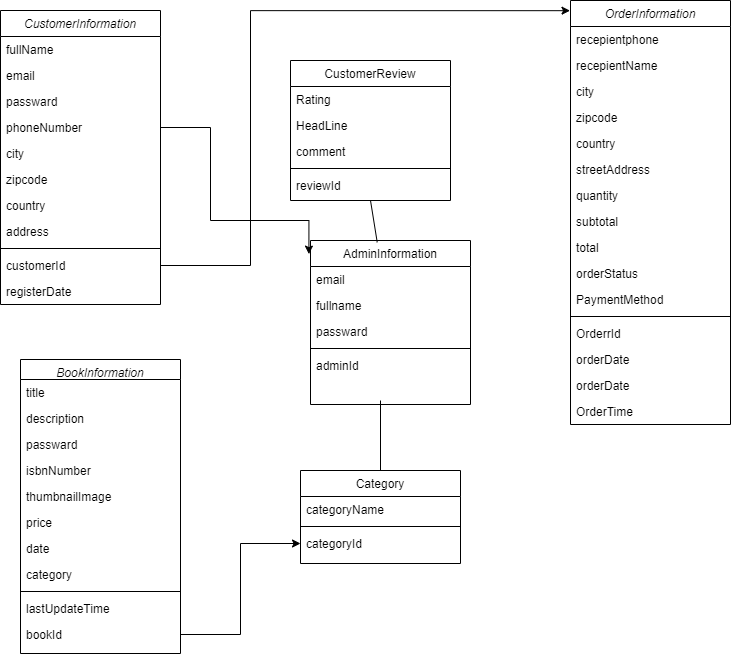 CustomerInformation
fullName
email
passward
phoneNumber
city
zipcode
country
address
customerId
registerDate
CustomerReview
Rating
HeadLine
comment
reviewId
OrderInformation
recepientphone
recepientName
city
zipcode
country
streetAddress
quantity
subtotal
total
orderStatus
PaymentMethod
OrderrId
orderDate
orderDate
OrderTime
AdminInformation
email
fullname
passward
adminId
BookInformation
title
description
passward
isbnNumber
thumbnailImage
price
date
category
lastUpdateTime
bookId
Category
categoryName
categoryId